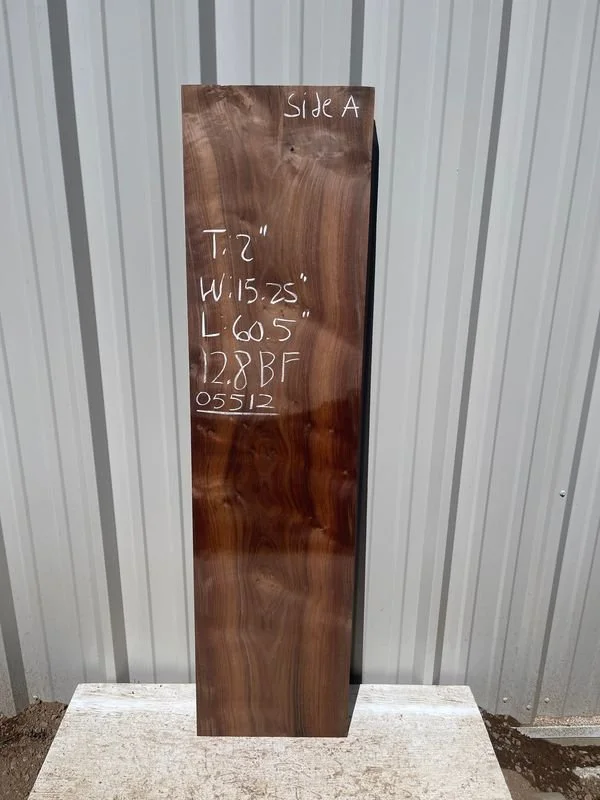 Side A
T: 2"
W: 15.25"
L: 60.5"
12.8 BF
05512